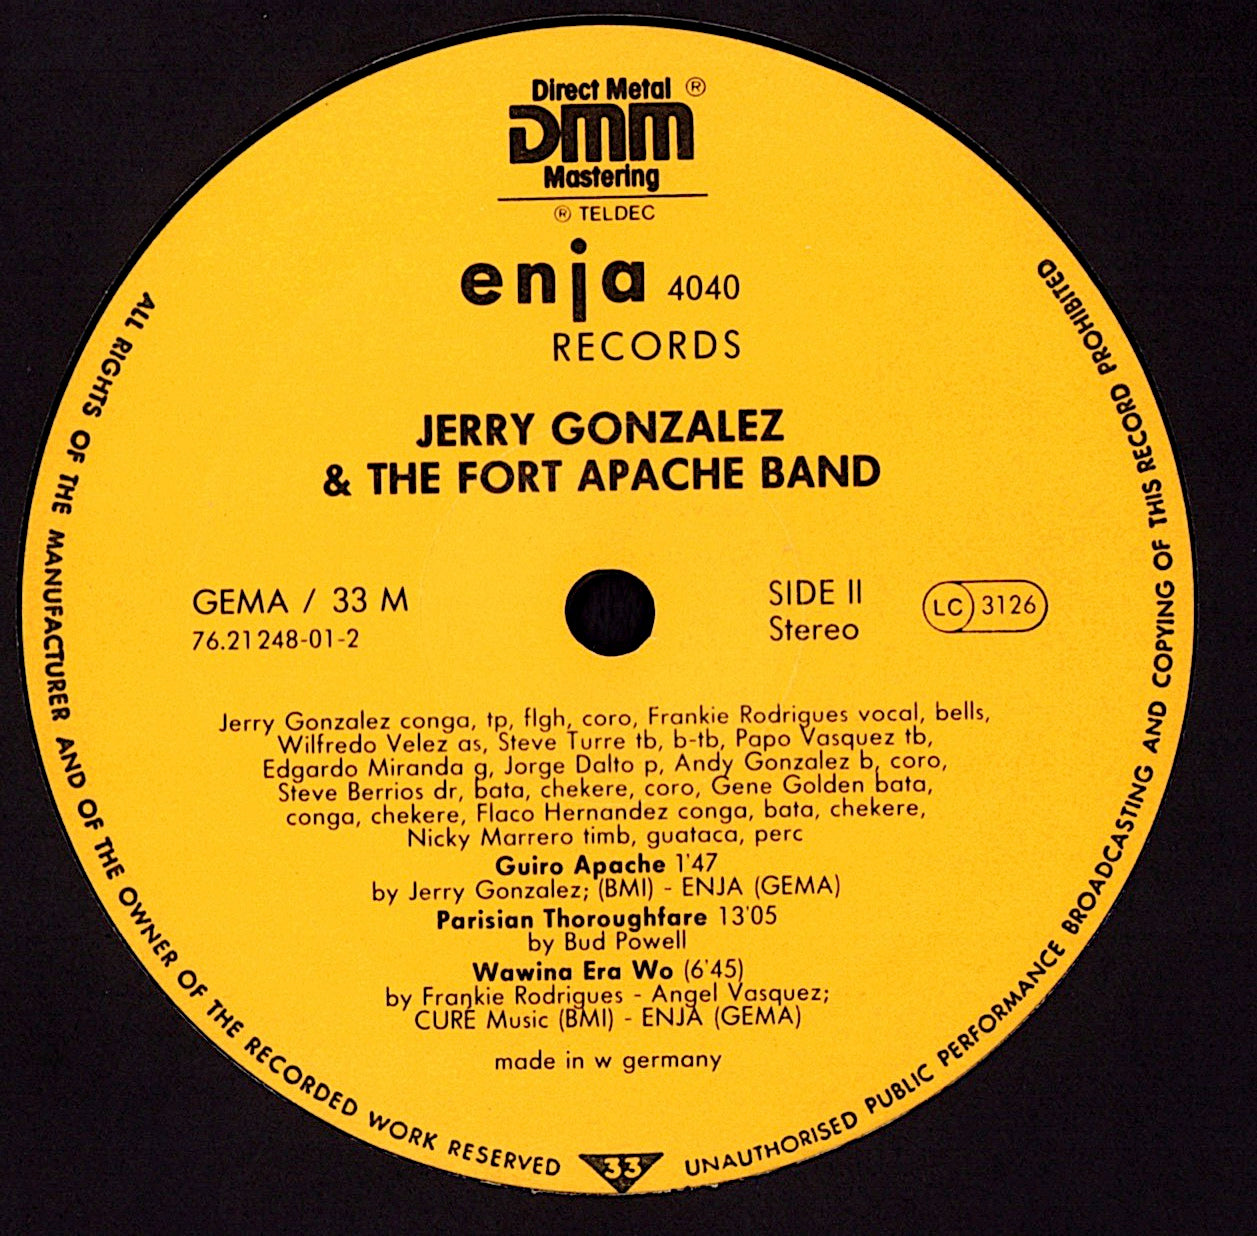 Direct Metal ®
DMM
Mastering
® TELDEC
enja 4040
RECORDS
JERRY GONZALEZ
& THE FORT APACHE BAND
GEMA / 33 M
76.21248-01-2
SIDE II
Stereo
LC 3126
Jerry Gonzalez conga, tp, flgh, coro, Frankie Rodrigues vocal, bells,
Wilfredo Velez as, Steve Turre tb, b-tb, Papo Vasquez tb,
Edgardo Miranda g, Jorge Dalto p, Andy Gonzalez b, coro,
Steve Berrios dr, bata, chekere, coro, Gene Golden bata,
conga, chekere, Flaco Hernandez conga, bata, chekere,
Nicky Marrero timb, guataca, perc
Guiro Apache 1'47
by Jerry Gonzalez; (BMI) - ENJA (GEMA)
Parisian Thoroughfare 13'05
by Bud Powell
Wawina Era Wo (6'45)
by Frankie Rodrigues - Angel Vasquez;
CURE Music (BMI) - ENJA (GEMA)
made in w germany
ALL RIGHTS OF THE MANUFACTURER AND OF THE OWNER OF THE RECORDED WORK RESERVED
33
UNAUTHORISED PUBLIC PERFORMANCE BROADCASTING AND COPYING OF THIS RECORD PROHIBITED